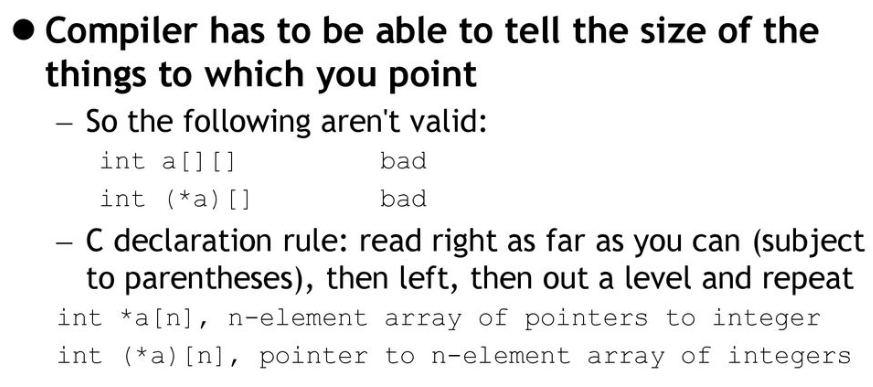 ● Compiler has to be able to tell the size of the
things to which you point
– So the following aren't valid:
int a[][] bad
int (*a)[] bad
– C declaration rule: read right as far as you can (subject
to parentheses), then left, then out a level and repeat
int *a[n], n-element array of pointers to integer
int (*a)[n], pointer to n-element array of integers